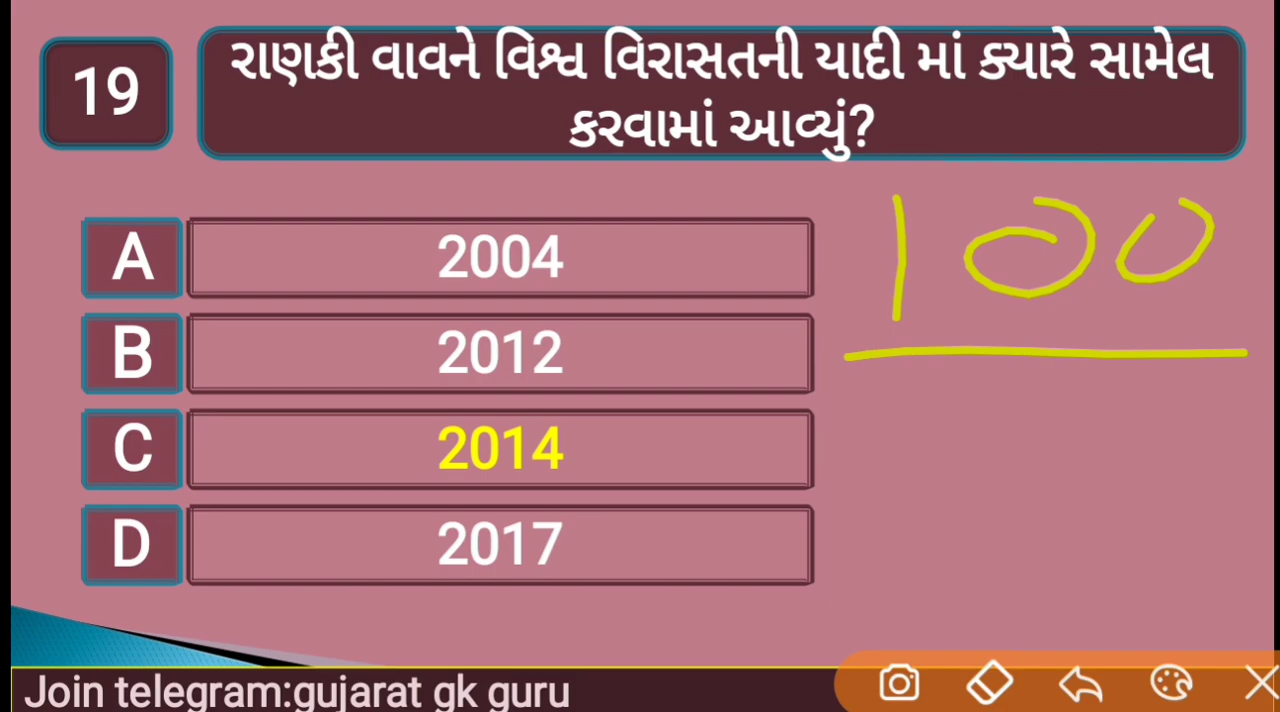 19
રાણકી વાવને વિશ્વ વિરાસતની યાદી માં ક્યારે સામેલ
કરવામાં આવ્યું?
100
A 2004
B 2012
C 2014
D 2017
Join telegram:gujarat gk guru